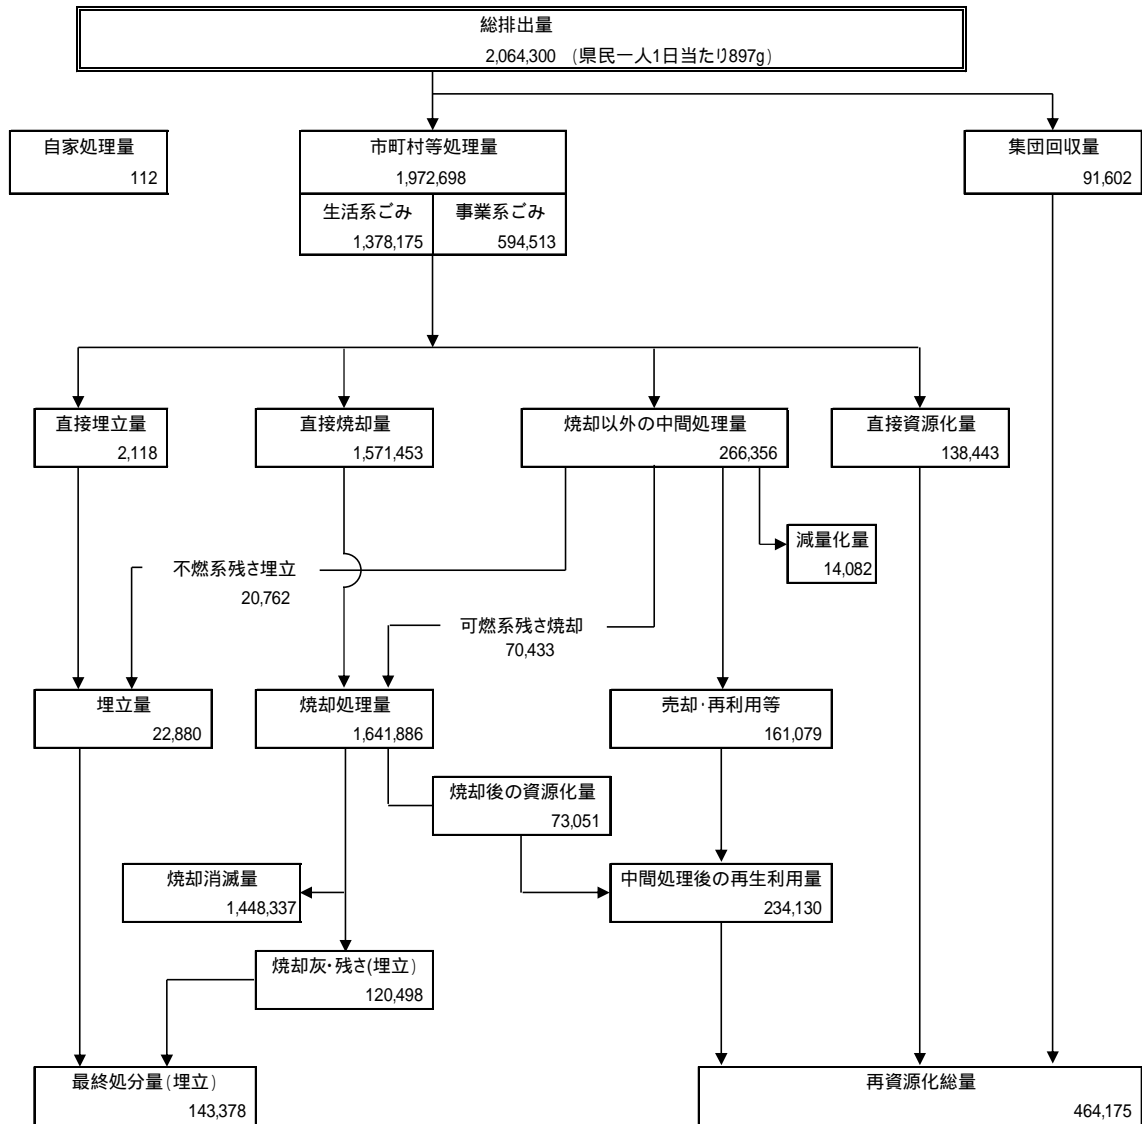 総排出量
2,064,300 (県民一人1日当たり897g)
自家処理量
112
市町村等処理量
1,972,698
集団回収量
91,602
生活系ごみ
1,378,175
事業系ごみ
594,513
直接埋立量
2,118
直接焼却量
1,571,453
焼却以外の中間処理量
266,356
直接資源化量
138,443
減量化量
14,082
不燃系残さ埋立
20,762
可燃系残さ焼却
70,433
埋立量
22,880
焼却処理量
1,641,886
売却・再利用等
161,079
焼却後の資源化量
73,051
焼却消滅量
1,448,337
中間処理後の再生利用量
234,130
焼却灰・残さ(埋立)
120,498
最終処分量(埋立)
143,378
再資源化総量
464,175